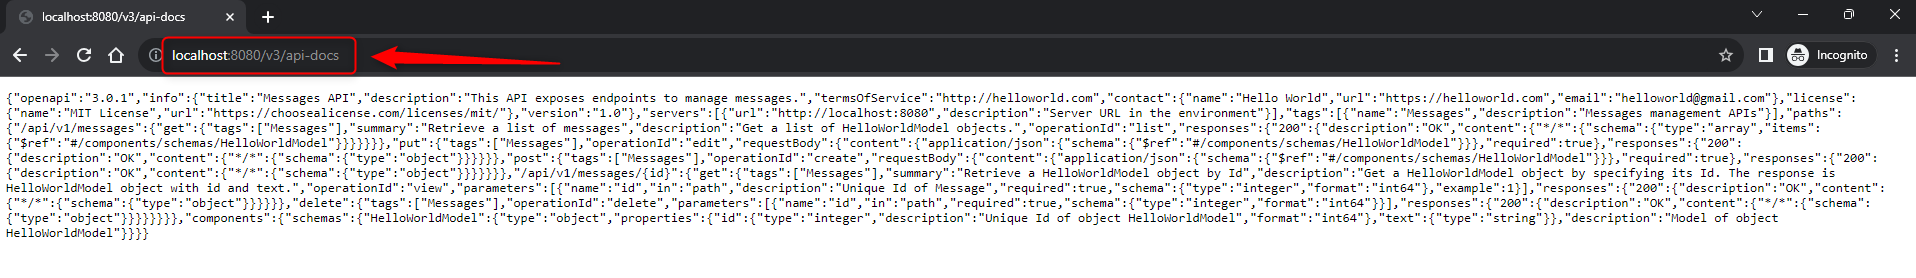 localhost:8080/v3/api-docs
localhost:8080/v3/api-docs
Incognito
{"openapi":"3.0.1","info":{"title":"Messages API","description":"This API exposes endpoints to manage messages.","termsOfService":"http://helloworld.com","contact":{"name":"Hello World","url":"https://helloworld.com","email":"helloworld@gmail.com"},"license":
{"name":"MIT License","url":"https://choosealicense.com/licenses/mit/"},"version":"1.0"},"servers":[{"url":"http://localhost:8080","description":"Server URL in the environment"}],"tags":[{"name":"Messages","description":"Messages management APIs"}],"paths":
{"/api/v1/messages":{"get":{"tags":["Messages"],"summary":"Retrieve a list of messages","description":"Get a list of HelloWorldModel objects.","operationId":"list","responses":{"200":{"description":"OK","content":{"*/*":{"schema":{"type":"array","items":
{"$ref":"#/components/schemas/HelloWorldModel"}}}}}}},"put":{"tags":["Messages"],"operationId":"edit","requestBody":{"content":{"application/json":{"schema":{"$ref":"#/components/schemas/HelloWorldModel"}}},"required":true},"responses":{"200":
{"description":"OK","content":{"*/*":{"schema":{"type":"object"}}}}}},"post":{"tags":["Messages"],"operationId":"create","requestBody":{"content":{"application/json":{"schema":{"$ref":"#/components/schemas/HelloWorldModel"}}},"required":true},"responses":{"200":
{"description":"OK","content":{"*/*":{"schema":{"type":"object"}}}}}}},"/api/v1/messages/{id}":{"get":{"tags":["Messages"],"summary":"Retrieve a HelloWorldModel object by Id","description":"Get a HelloWorldModel object by specifying its Id. The response is
HelloWorldModel object with id and text.","operationId":"view","parameters":[{"name":"id","in":"path","description":"Unique Id of Message","required":true,"schema":{"type":"integer","format":"int64"},"example":1}],"responses":{"200":{"description":"OK","content":
{"*/*":{"schema":{"type":"object"}}}}}},"delete":{"tags":["Messages"],"operationId":"delete","parameters":[{"name":"id","in":"path","required":true,"schema":{"type":"integer","format":"int64"}}],"responses":{"200":{"description":"OK","content":{"*/*":{"schema":
{"type":"object"}}}}}}}},"components":{"schemas":{"HelloWorldModel":{"type":"object","properties":{"id":{"type":"integer","description":"Unique Id of object HelloWorldModel","format":"int64"},"text":{"type":"string"}},"description":"Model of object
HelloWorldModel"}}}}